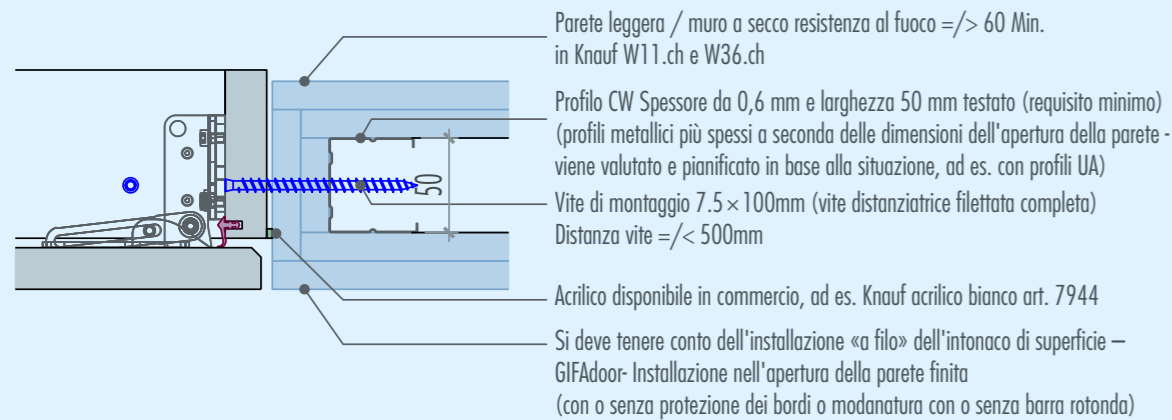 Parete leggera / muro a secco resistenza al fuoco =/> 60 Min.
in Knauf W11.ch e W36.ch
Profilo CW Spessore da 0,6 mm e larghezza 50 mm testato (requisito minimo)
(profili metallici più spessi a seconda delle dimensioni dell'apertura della parete -
viene valutato e pianificato in base alla situazione, ad es. con profili UA)
50
Vite di montaggio 7.5×100mm (vite distanziatrice filettata completa)
Distanza vite =/< 500mm
Acrilico disponibile in commercio, ad es. Knauf acrilico bianco art. 7944
Si deve tenere conto dell'installazione «a filo» dell'intonaco di superficie –
GIFAdoor- Installazione nell'apertura della parete finita
(con o senza protezione dei bordi o modanatura con o senza barra rotonda)